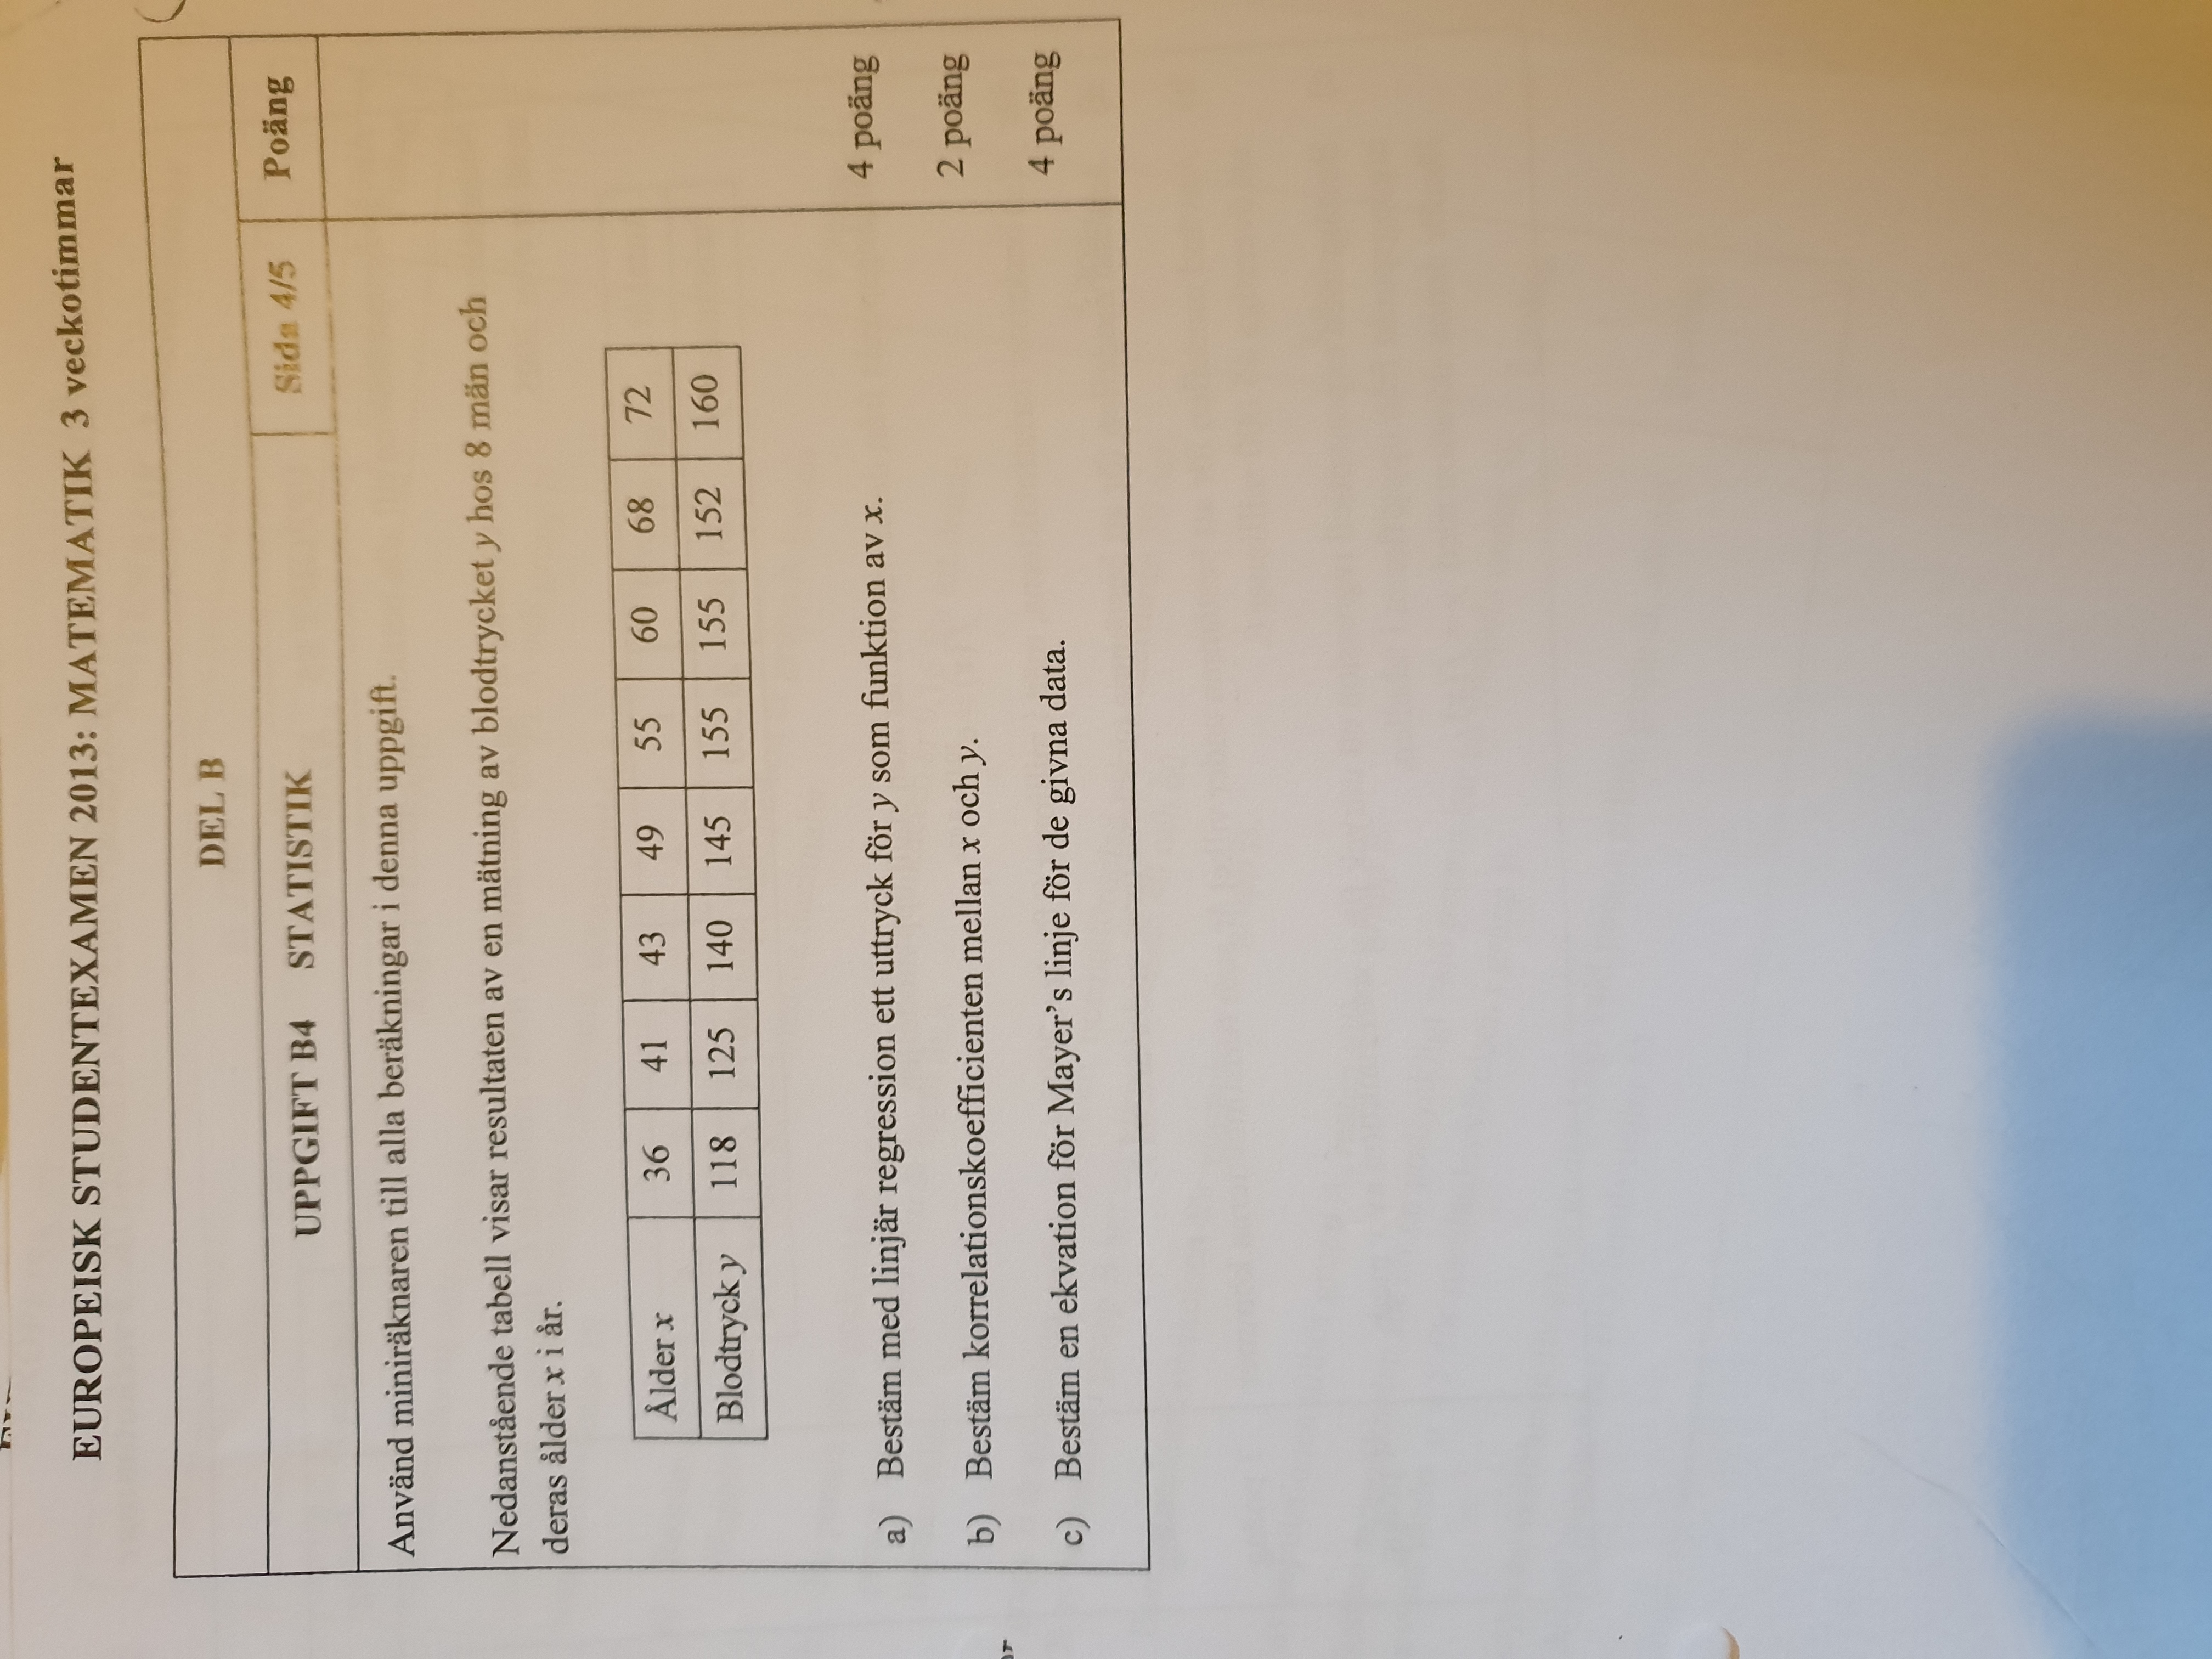 EUROPEISK STUDENTEXAMEN 2013: MATEMATIK 3 veckotimmar
DEL B
UPPGIFT B4 STATISTIK Sida 4/5 Poäng
Använd miniräknaren till alla beräkningar i denna uppgift.
Nedanstående tabell visar resultaten av en mätning av blodtrycket y hos 8 män och
deras ålder x i år.
Ålder x 36 41 43 49 55 60 68 72
Blodtryck y 118 125 140 145 155 155 152 160
a) Bestäm med linjär regression ett uttryck för y som funktion av x. 4 poäng
b) Bestäm korrelationskoefficienten mellan x och y. 2 poäng
c) Bestäm en ekvation för Mayer's linje för de givna data. 4 poäng